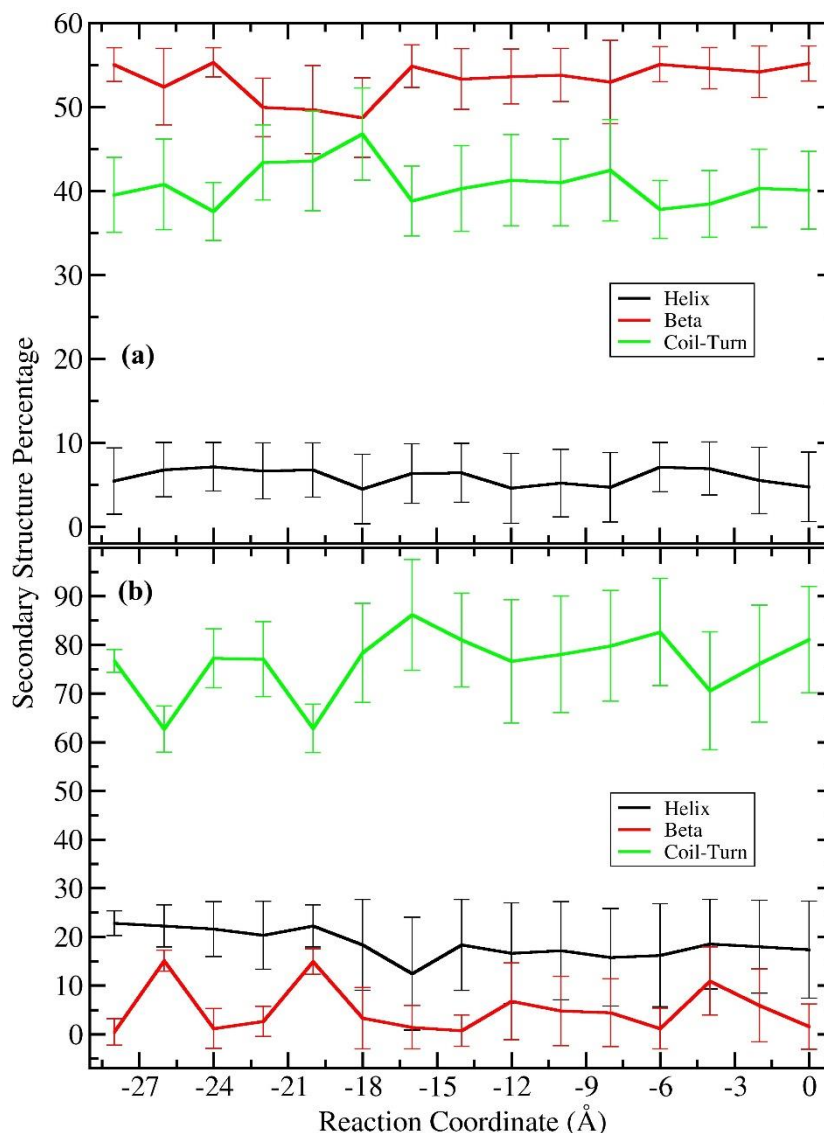 60
50
40
30
20
10
0
Helix
Beta
Coil-Turn
(a)
Secondary Structure Percentage
(b)
90
80
70
60
50
40
30
20
10
0
Helix
Beta
Coil-Turn
-27 -24 -21 -18 -15 -12 -9 -6 -3 0
Reaction Coordinate (Å)